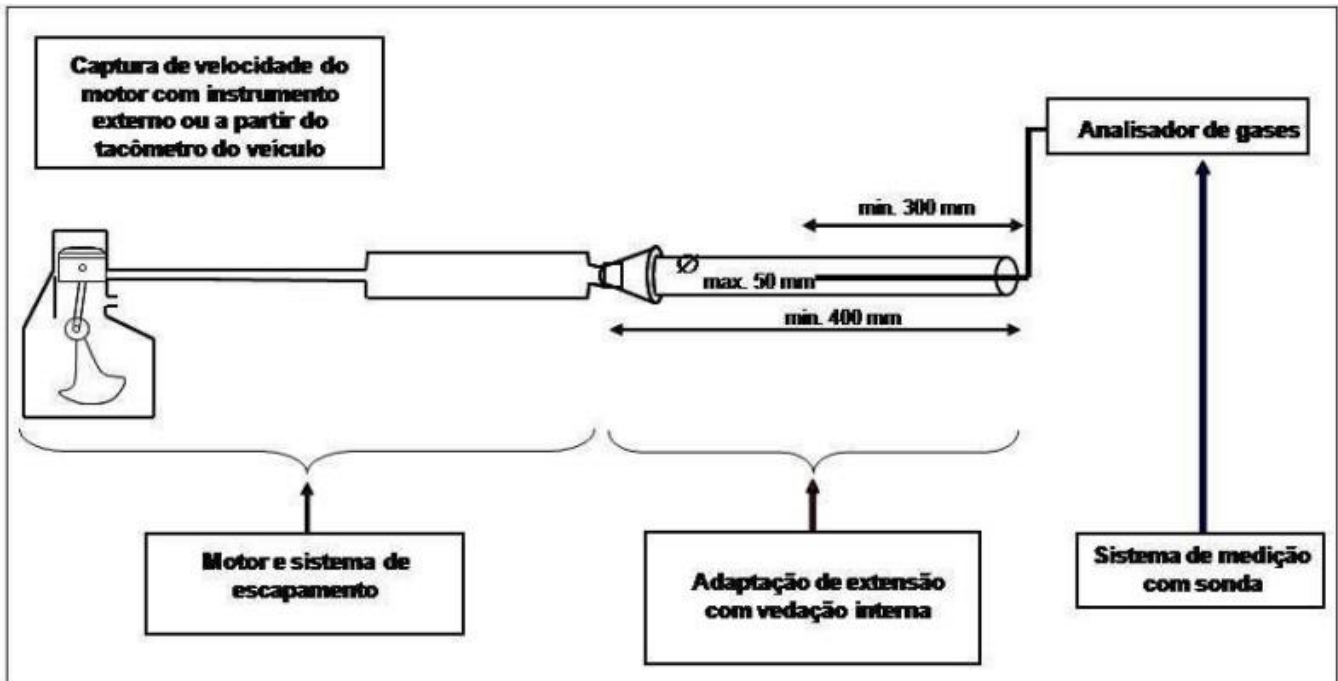 Captura de velocidade do
motor com instrumento
externo ou a partir do
tacômetro do veículo
Analisador de gases
min. 300 mm
Ø
max. 50 mm
min. 400 mm
Motor e sistema de
escapamento
Adaptação de extensão
com vedação interna
Sistema de medição
com sonda